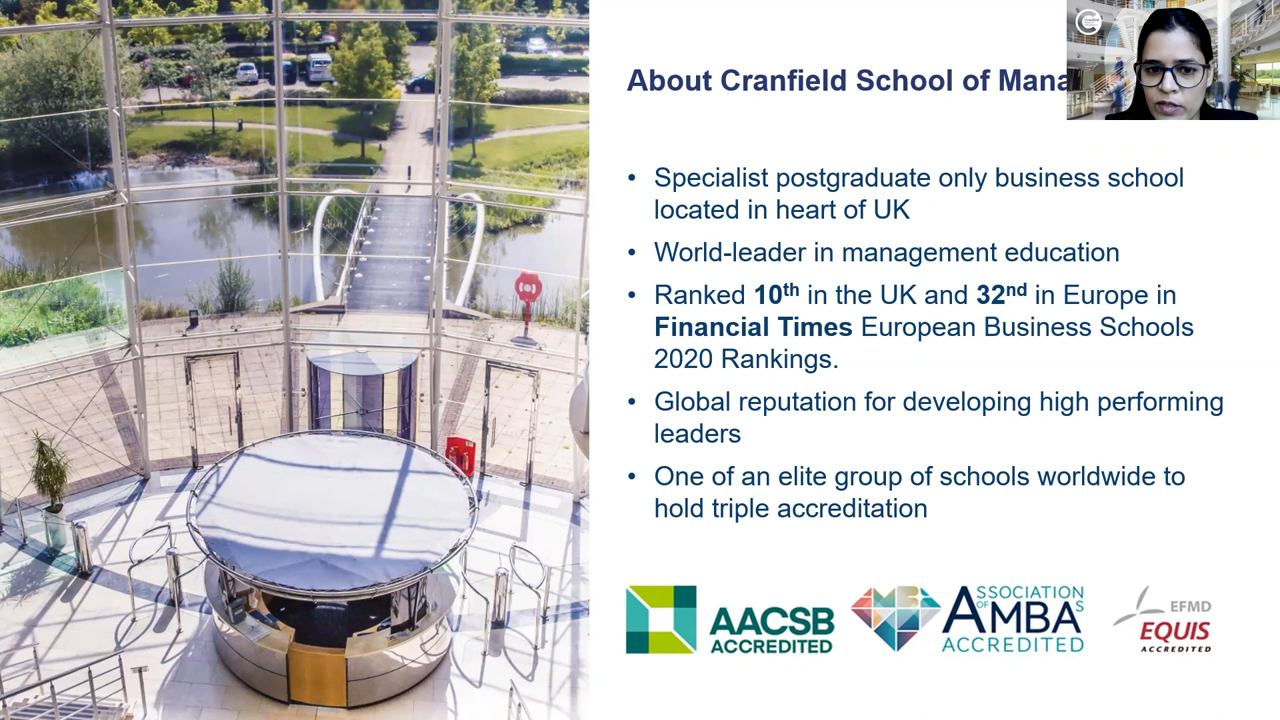 About Cranfield School of Mana
• Specialist postgraduate only business school
located in heart of UK
• World-leader in management education
• Ranked 10th in the UK and 32nd in Europe in
Financial Times European Business Schools
2020 Rankings.
• Global reputation for developing high performing
leaders
• One of an elite group of schools worldwide to
hold triple accreditation
AACSB
ACCREDITED
MBA
ASSOCIATION
OF AMBAS
ACCREDITED
EFMD
EQUIS
ACCREDITED